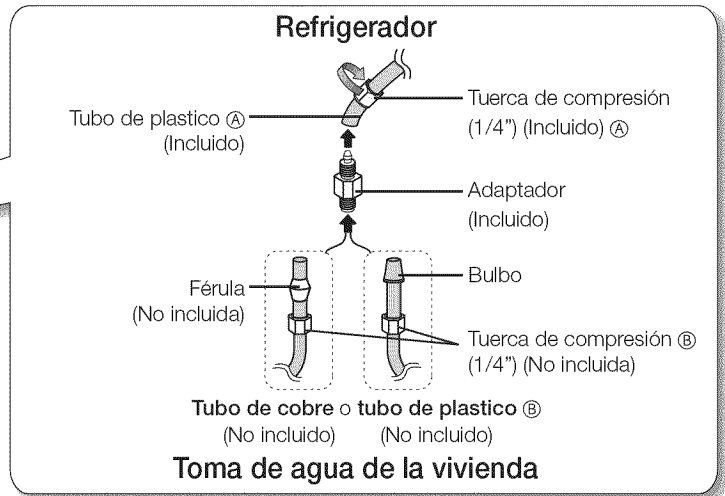 Refrigerador
Tubo de plastico Ⓐ
(Incluido)
Tuerca de compresión
(1/4”) (Incluido) Ⓐ
Adaptador
(Incluido)
Férula
(No incluida)
Bulbo
Tuerca de compresión Ⓑ
(1/4”) (No incluida)
Tubo de cobre o tubo de plastico Ⓑ
(No incluido) (No incluido)
Toma de agua de la vivienda